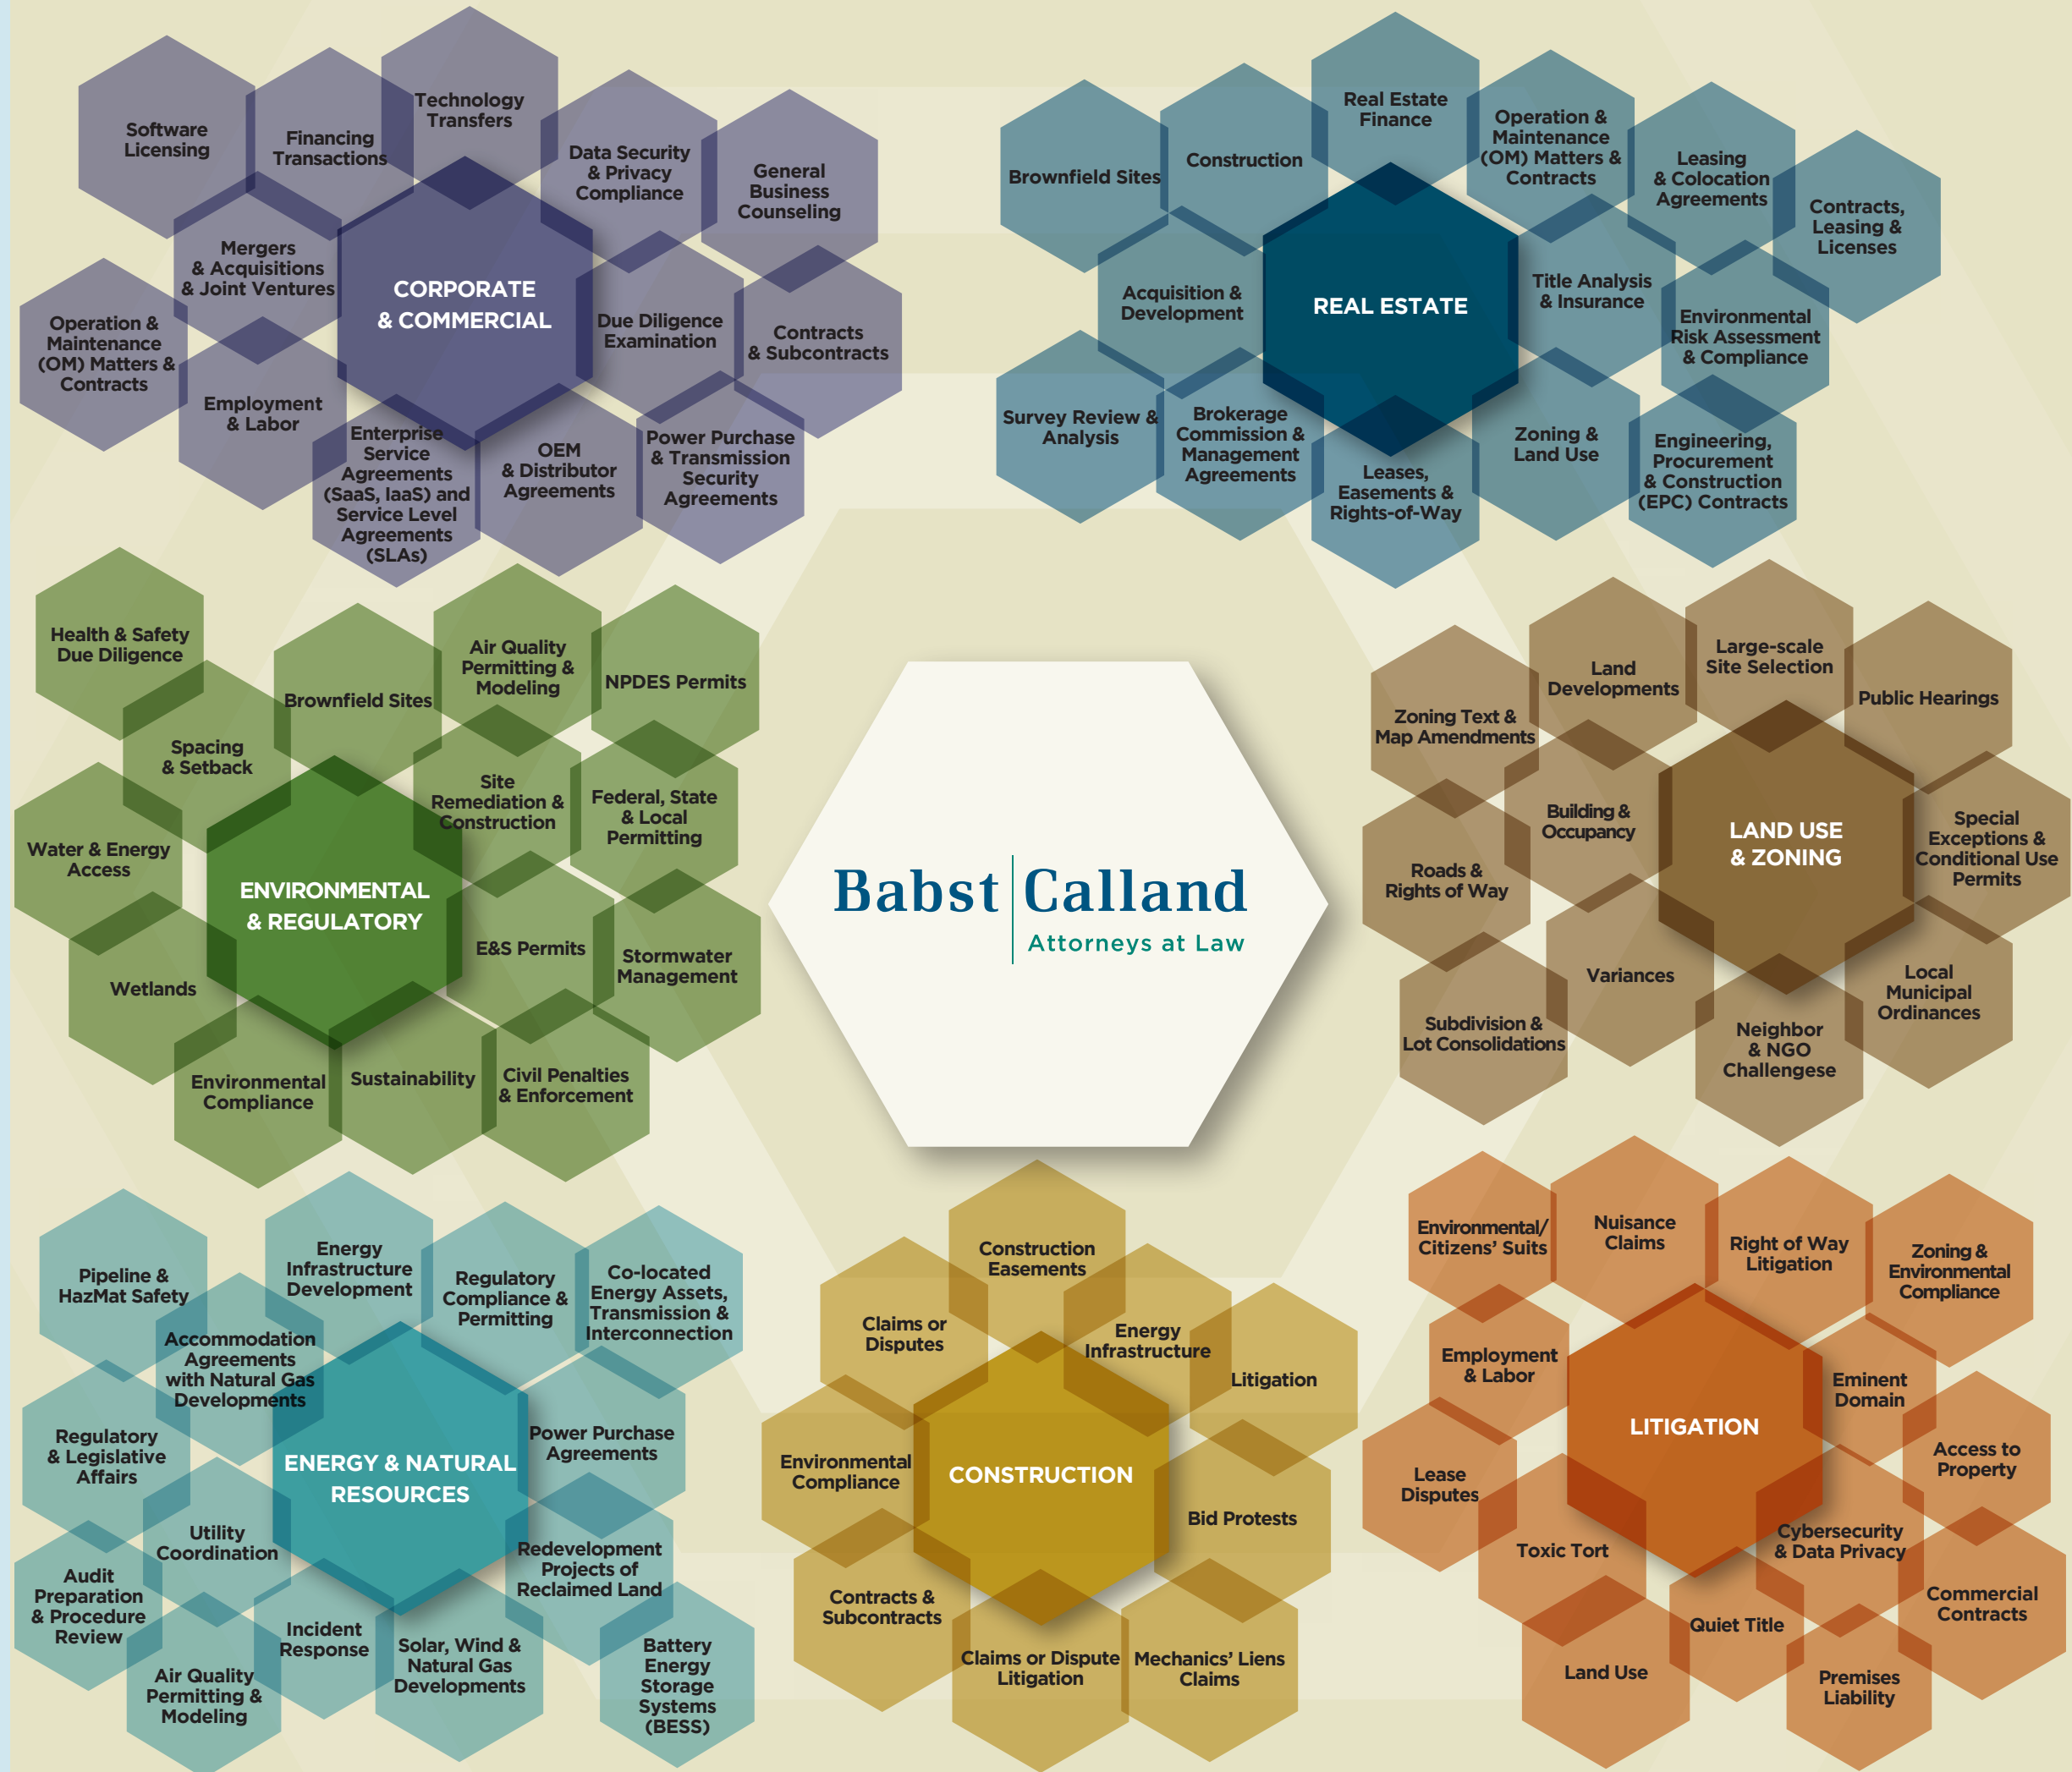 Software
Licensing
Financing
Transactions
Technology
Transfers
Data Security
& Privacy
Compliance
General
Business
Counseling
Mergers
& Acquisitions
& Joint Ventures
CORPORATE
& COMMERCIAL
Due Diligence
Examination
Contracts
& Subcontracts
Operation &
Maintenance
(OM) Matters &
Contracts
Employment
& Labor
Enterprise
Service
Agreements
(SaaS, IaaS) and
Service Level
Agreements
(SLAs)
OEM
& Distributor
Agreements
Power Purchase
& Transmission
Security
Agreements
Brownfield Sites
Construction
Real Estate
Finance
Operation &
Maintenance
(OM) Matters &
Contracts
Leasing
& Colocation
Agreements
Contracts,
Leasing &
Licenses
Acquisition &
Development
REAL ESTATE
Title Analysis
& Insurance
Environmental
Risk Assessment
& Compliance
Survey Review &
Analysis
Brokerage
Commission &
Management
Agreements
Leases,
Easements &
Rights-of-Way
Zoning &
Land Use
Engineering,
Procurement
& Construction
(EPC) Contracts
Health & Safety
Due Diligence
Brownfield Sites
Air Quality
Permitting &
Modeling
NPDES Permits
Spacing
& Setback
Site
Remediation &
Construction
Federal, State
& Local
Permitting
Water & Energy
Access
ENVIRONMENTAL
& REGULATORY
E&S Permits
Stormwater
Management
Wetlands
Environmental
Compliance
Sustainability
Civil Penalties
& Enforcement
Babst Calland
Attorneys at Law
Zoning Text &
Map Amendments
Land
Developments
Large-scale
Site Selection
Public Hearings
Building &
Occupancy
LAND USE
& ZONING
Special
Exceptions &
Conditional Use
Permits
Roads &
Rights of Way
Variances
Local
Municipal
Ordinances
Subdivision &
Lot Consolidations
Neighbor
& NGO
Challengese
Pipeline &
HazMat Safety
Energy
Infrastructure
Development
Regulatory
Compliance &
Permitting
Co-located
Energy Assets,
Transmission &
Interconnection
Accommodation
Agreements
with Natural Gas
Developments
Regulatory
& Legislative
Affairs
ENERGY & NATURAL
RESOURCES
Power Purchase
Agreements
Utility
Coordination
Redevelopment
Projects of
Reclaimed Land
Audit
Preparation
& Procedure
Review
Air Quality
Permitting &
Modeling
Incident
Response
Solar, Wind &
Natural Gas
Developments
Battery
Energy
Storage
Systems
(BESS)
Construction
Easements
Claims or
Disputes
Energy
Infrastructure
Litigation
Environmental
Compliance
CONSTRUCTION
Bid Protests
Contracts &
Subcontracts
Claims or Dispute
Litigation
Mechanics’ Liens
Claims
Environmental/
Citizens’ Suits
Nuisance
Claims
Right of Way
Litigation
Zoning &
Environmental
Compliance
Employment
& Labor
LITIGATION
Eminent
Domain
Access to
Property
Lease
Disputes
Toxic Tort
Cybersecurity
& Data Privacy
Commercial
Contracts
Land Use
Quiet Title
Premises
Liability